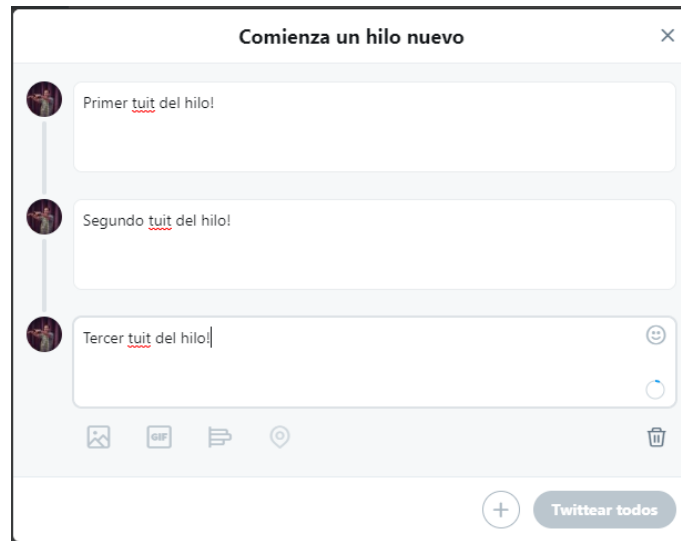 Comienza un hilo nuevo
Primer tuit del hilo!
Segundo tuit del hilo!
Tercer tuit del hilo!
GIF
Twittear todos